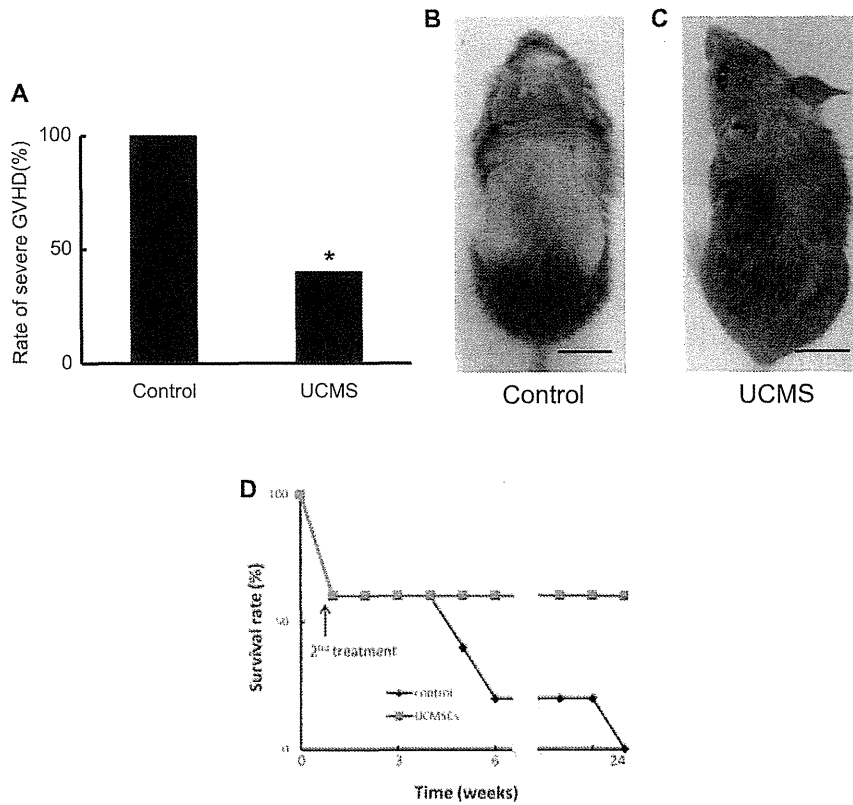 A
Rate of severe GVHD(%)
100
50
0
*
Control
UCMS
B
Control
C
UCMS
D
Survival rate (%)
100
50
0
2nd treatment
control
UCMSCs
0
3
6
24
Time (weeks)